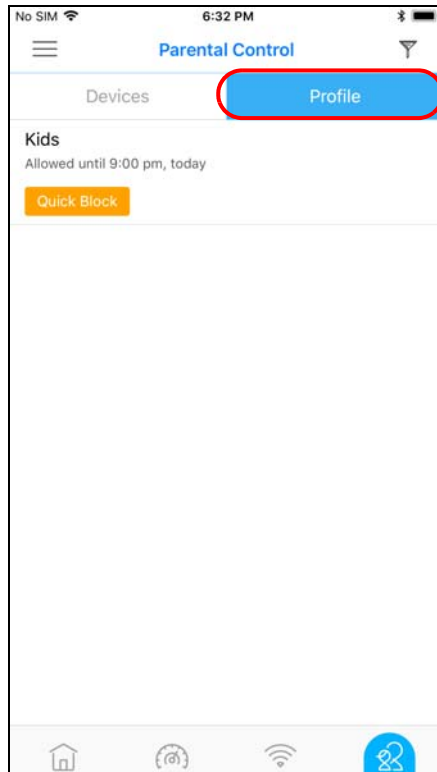 No SIM 6:32 PM
Parental Control
Devices Profile
Kids
Allowed until 9:00 pm, today
Quick Block